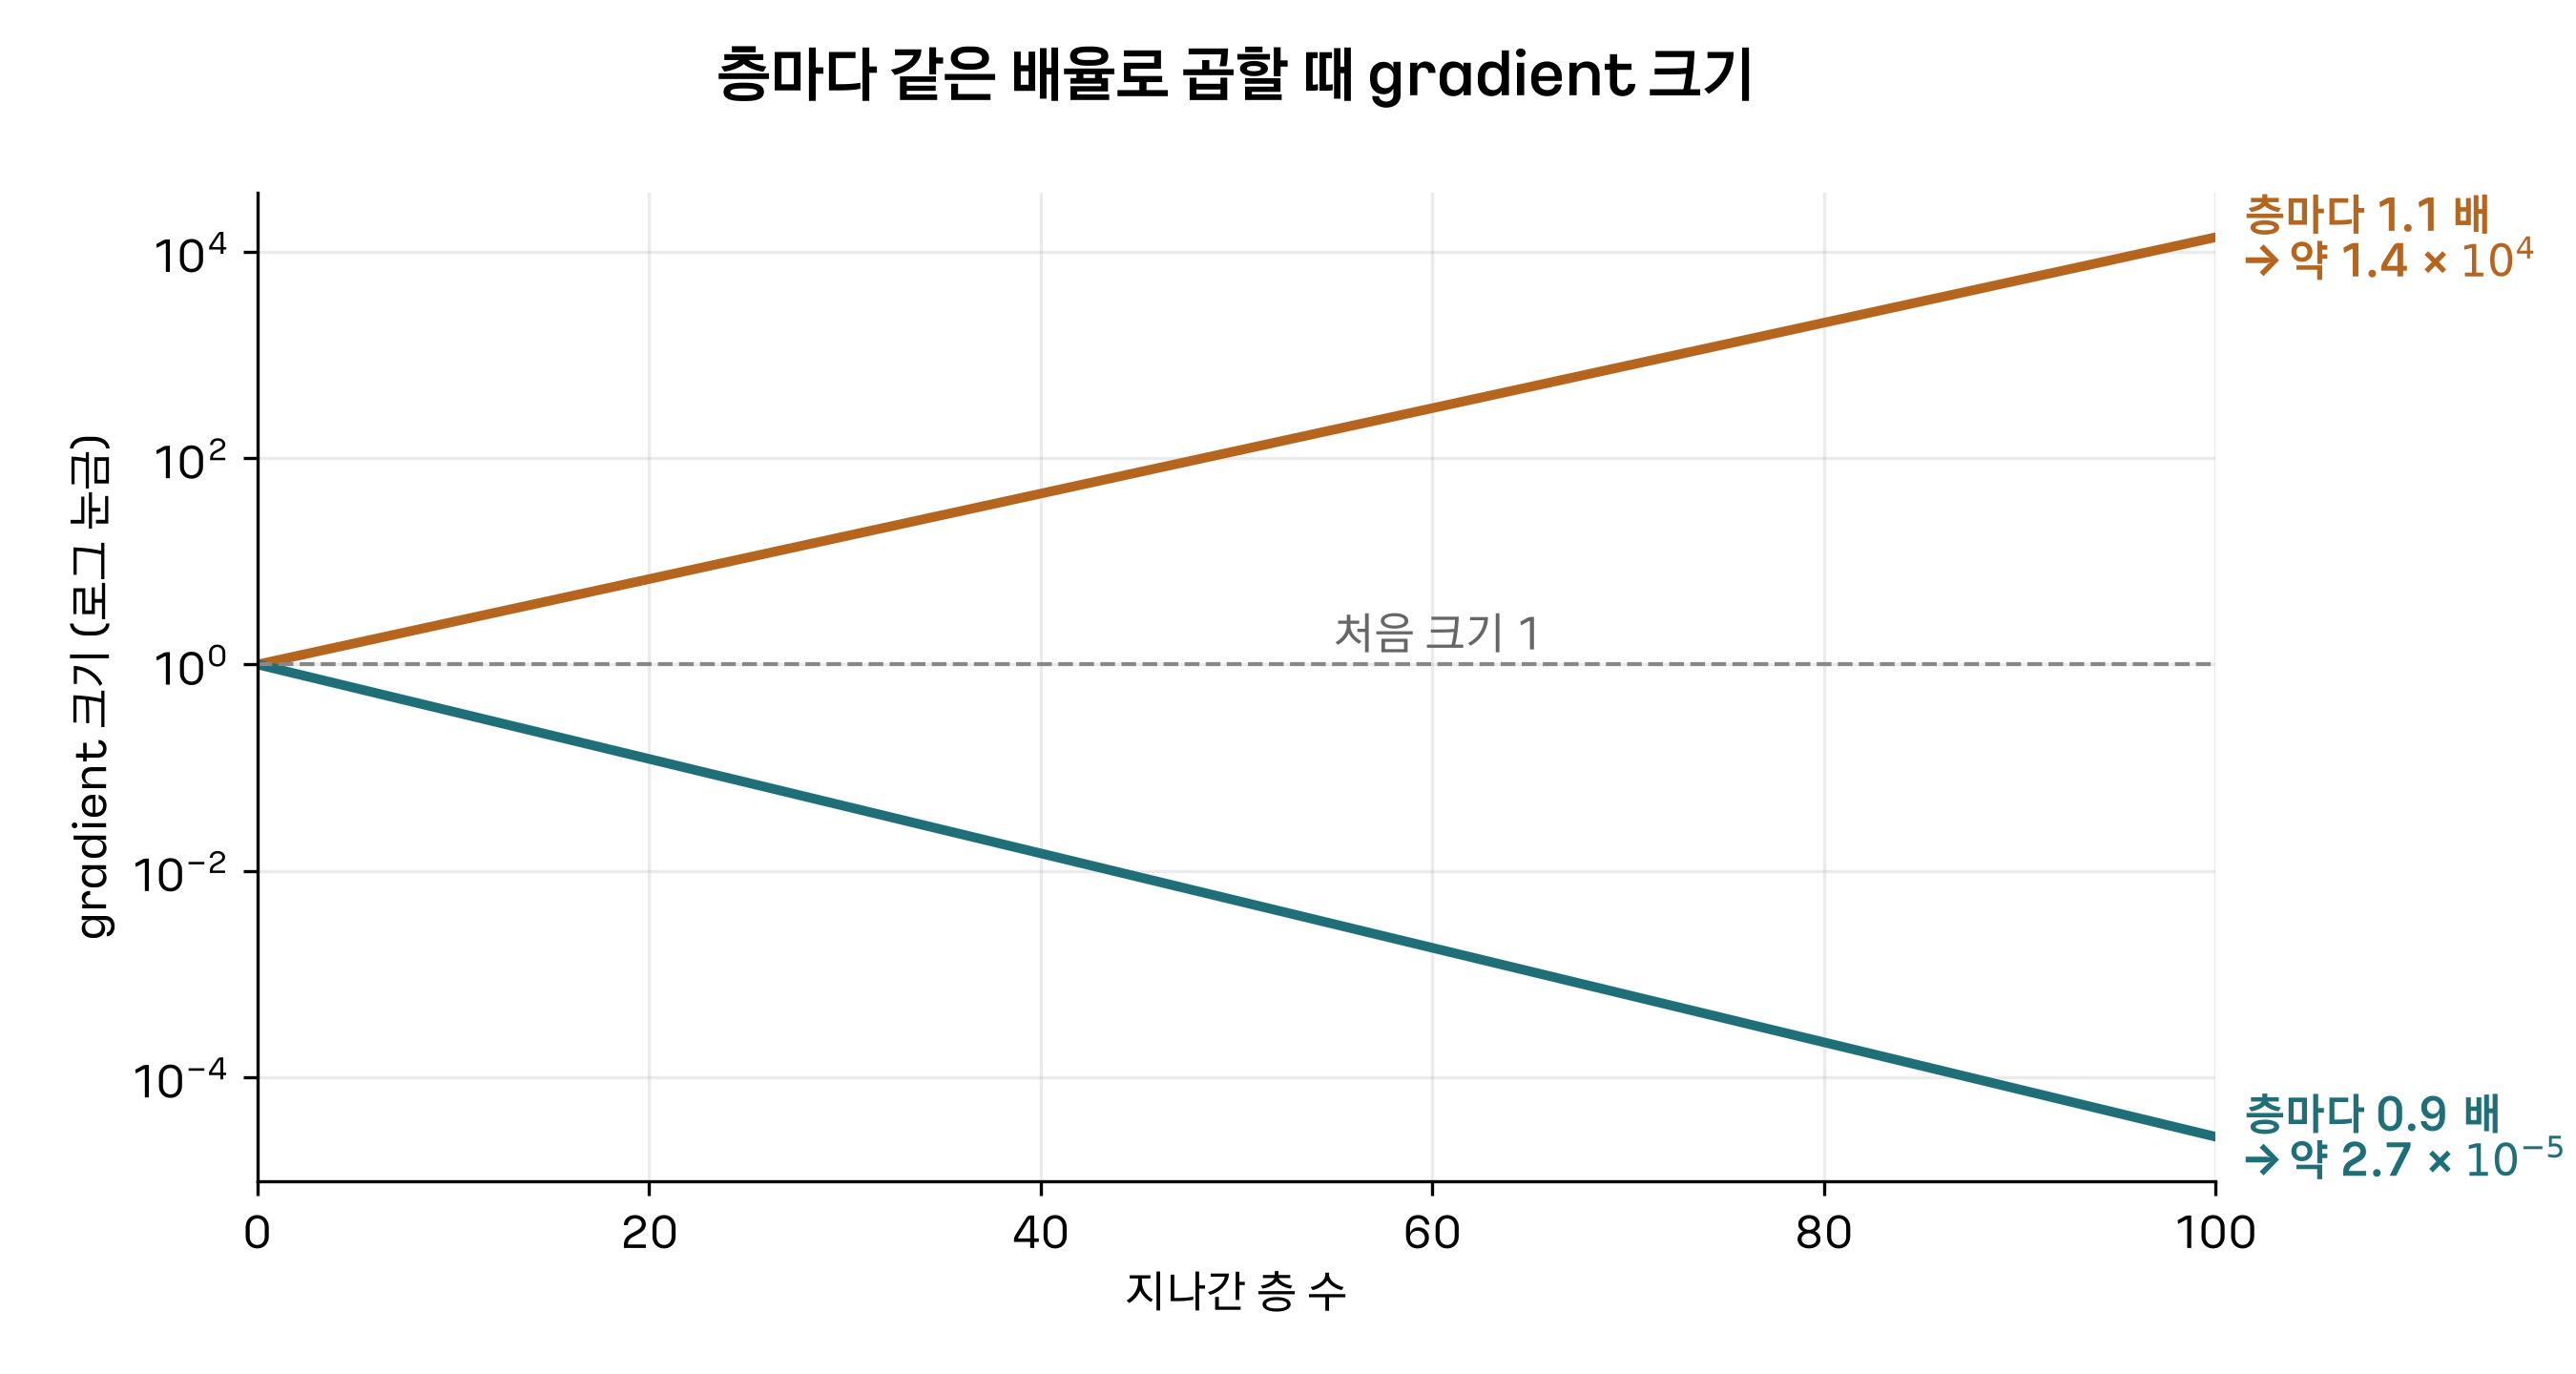 층마다 같은 배율로 곱할 때 gradient 크기
gradient 크기 (로그 눈금)
10⁴
10²
10⁰
10⁻²
10⁻⁴
층마다 1.1 배
→ 약 1.4 × 10⁴
처음 크기 1
층마다 0.9 배
→ 약 2.7 × 10⁻⁵
0 20 40 60 80 100
지나간 층 수